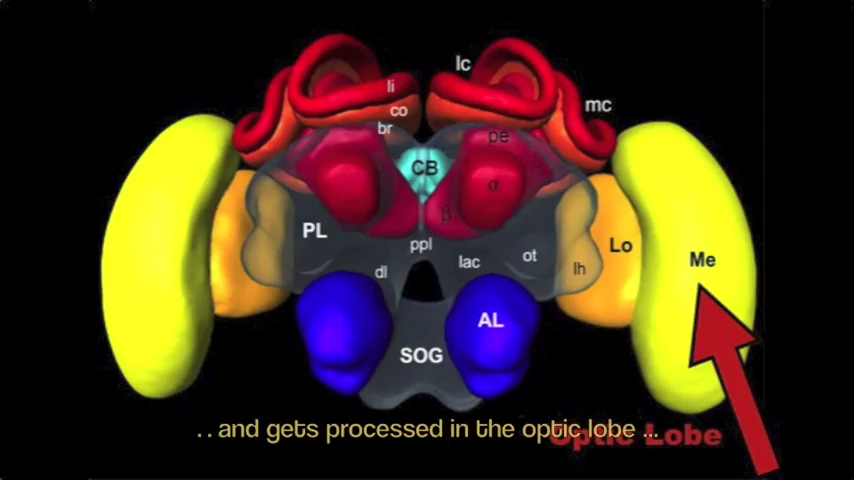 lc
li
mc
co
br
pe
CB
α
β
PL
ppl
Lo
ot
lac
lh
Me
dl
AL
SOG
. . and gets processed in the optic lobe ...
Optic Lobe